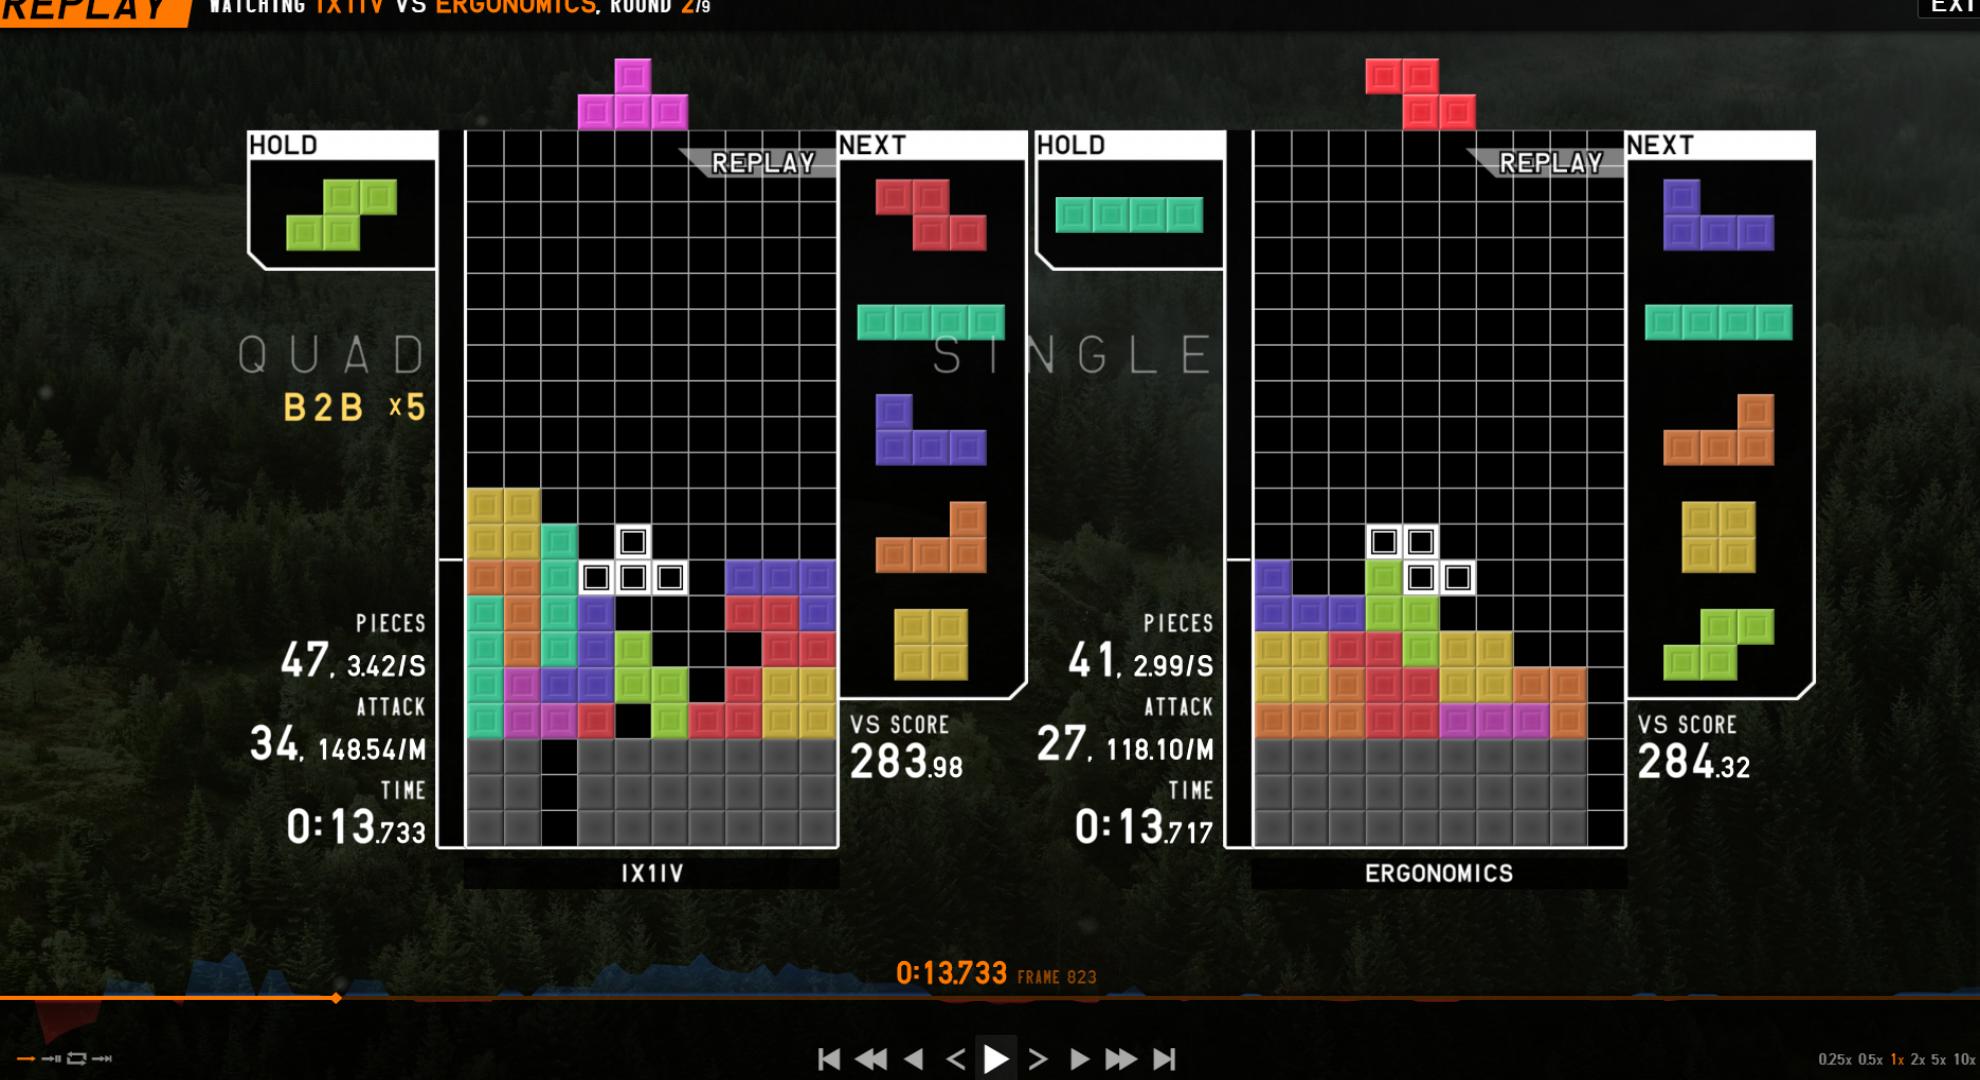 REPLAY
WATCHING 1X11V VS ERGONOMICS, ROUND 2/9
HOLD
REPLAY
NEXT
HOLD
REPLAY
NEXT
QUAD
B2B x5
SINGLE
PIECES
47, 3.42/S
ATTACK
34, 148.54/M
TIME
0:13.733
VS SCORE
283.98
PIECES
41, 2.99/S
ATTACK
27, 118.10/M
TIME
0:13.717
VS SCORE
284.32
IX1IV
ERGONOMICS
0:13.733 FRAME 823
0.25x 0.5x 1x 2x 5x 10x